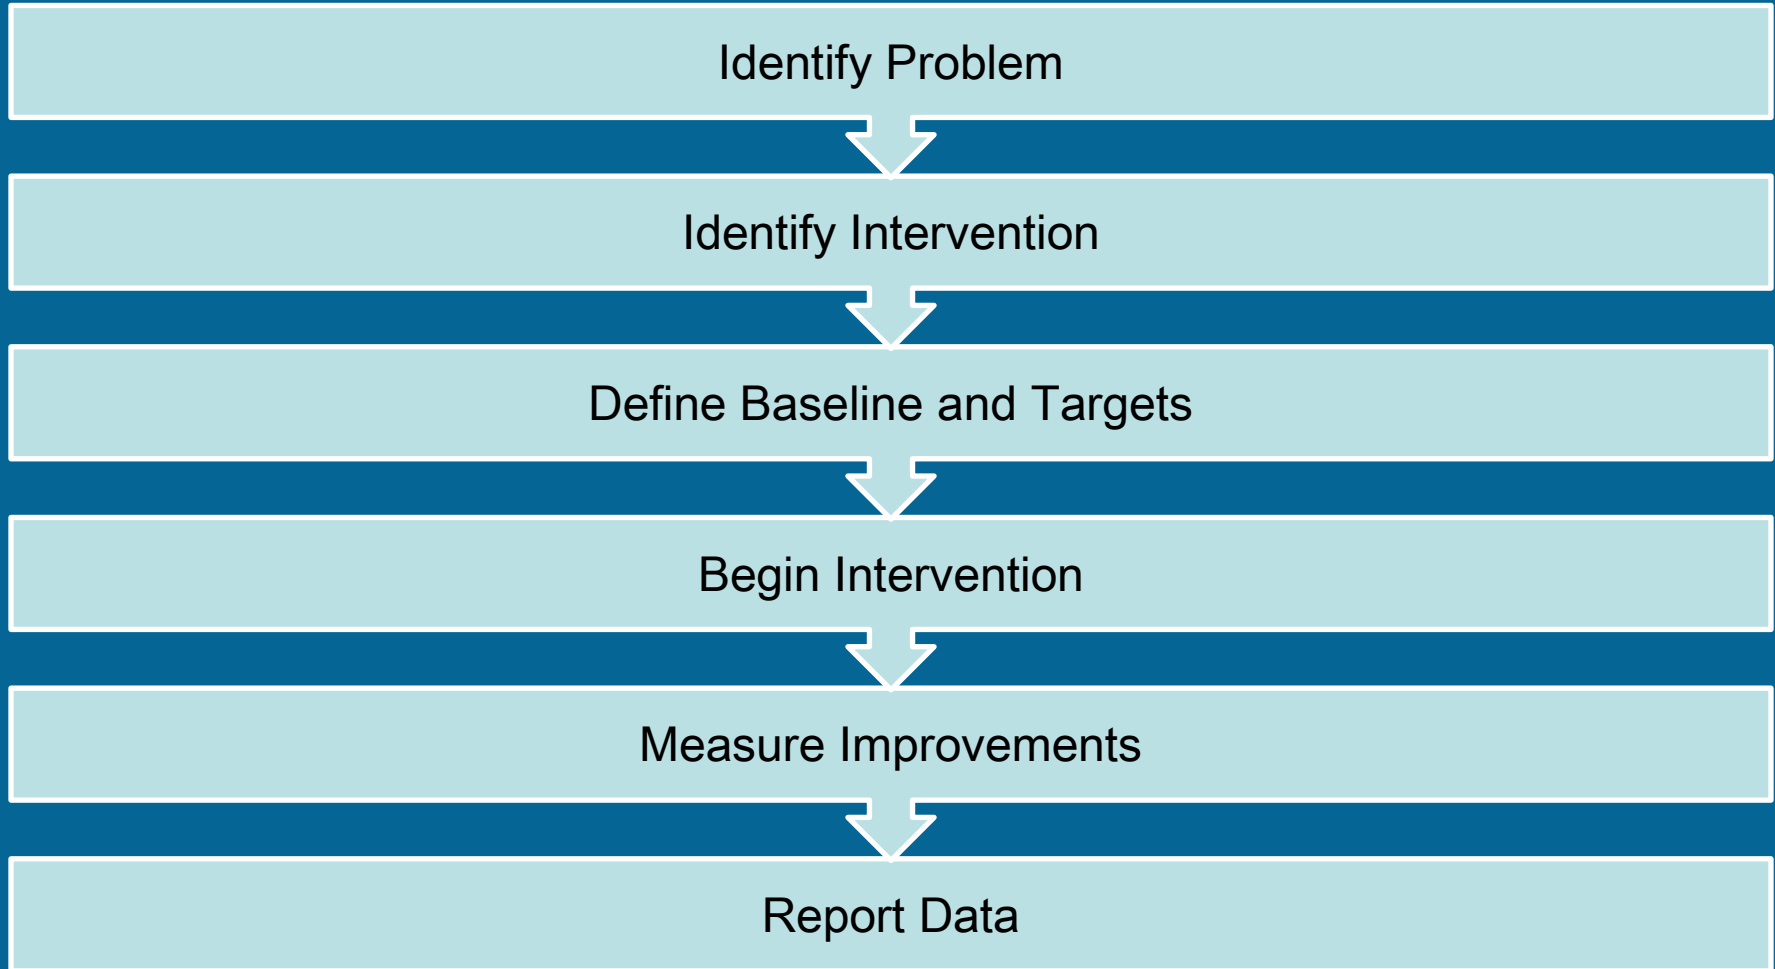 Identify Problem
Identify Intervention
Define Baseline and Targets
Begin Intervention
Measure Improvements
Report Data